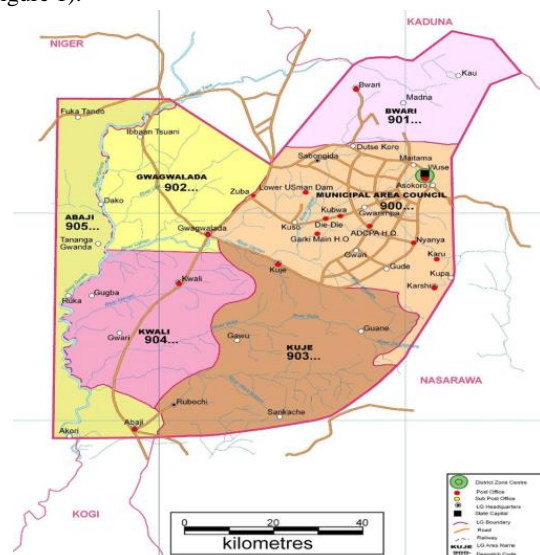 igure 1).
KADUNA
NIGER
Kau
Bwari
Madna
BWARI
901...
Fuka Tando
Ibbaan Tsuani
Dutse Koro
Sabongida
Maitama
Wuse
GWAGWALADA
902...
Asokoro
Zuba
Lower USman Dam
MUNICIPAL AREA COUNCIL
900...
Dako
Kubwa
Gwarimpa
ABAJI
905...
Kuso
Die-Die
ADCPA H.O
Garki Main H.O
Gwagwalada
Nyanya
Tananga
Gwanda
Gwari
Karu
Kuje
Gude
Kupa
Kwali
Karshi
Ruka
Gugba
KWALI
904...
Gwari
Gawu
Guane
KUJE
903...
NASARAWA
Rubochi
Sankache
Abaji
Akori
KOGI
0 20 40
kilometres
District Zone Centre
Post Office
Sub Post Office
LG Headquarters
State Capital
LG Boundary
Road
Railway
KUJE LG Area Name
900- Despatch Code